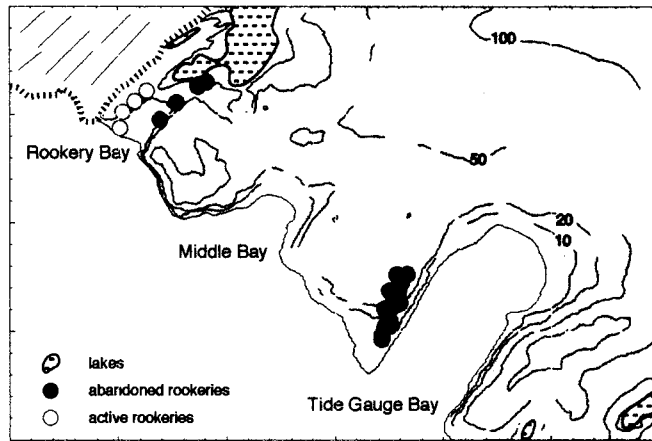 100
50
Rookery Bay
20
10
Middle Bay
lakes
abandoned rookeries
Tide Gauge Bay
active rookeries